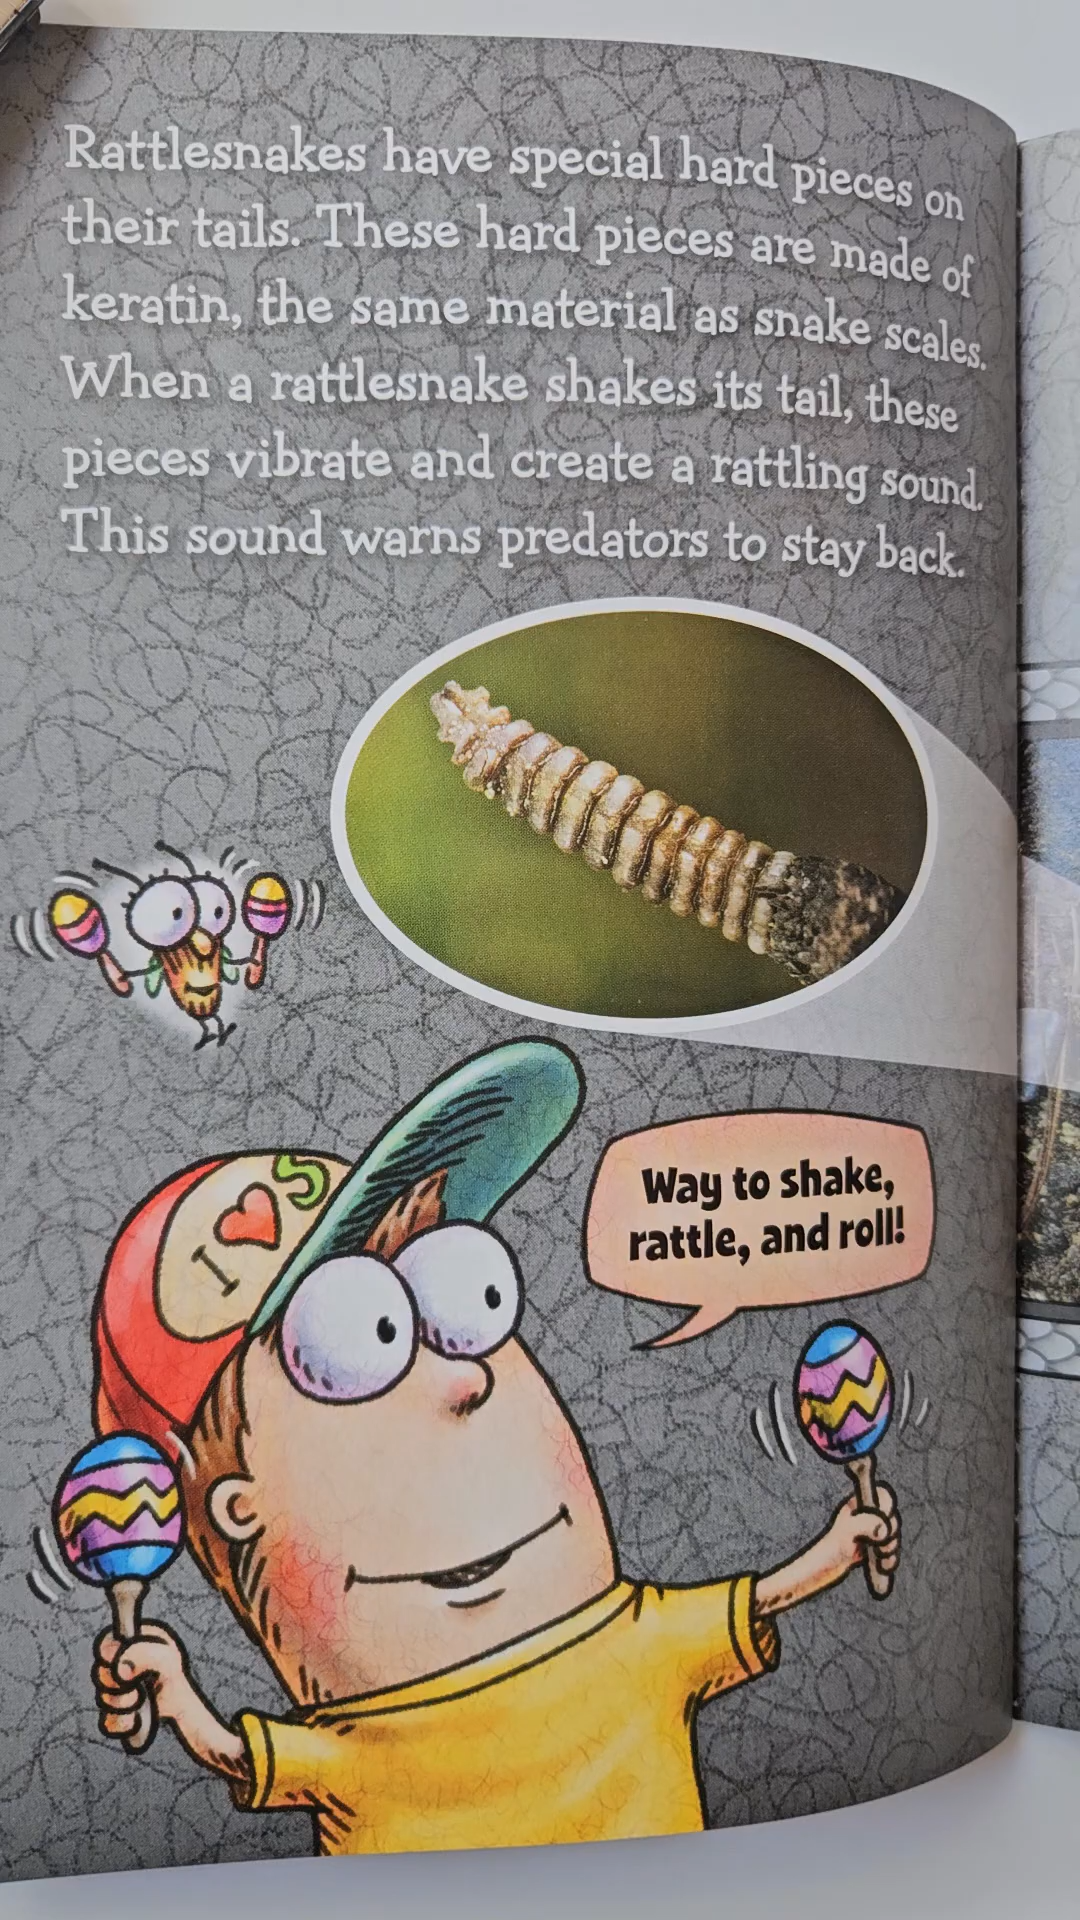 Rattlesnakes have special hard pieces on
their tails. These hard pieces are made of
keratin, the same material as snake scales.
When a rattlesnake shakes its tail, these
pieces vibrate and create a rattling sound.
This sound warns predators to stay back.
I ♥ S
Way to shake,
rattle, and roll!